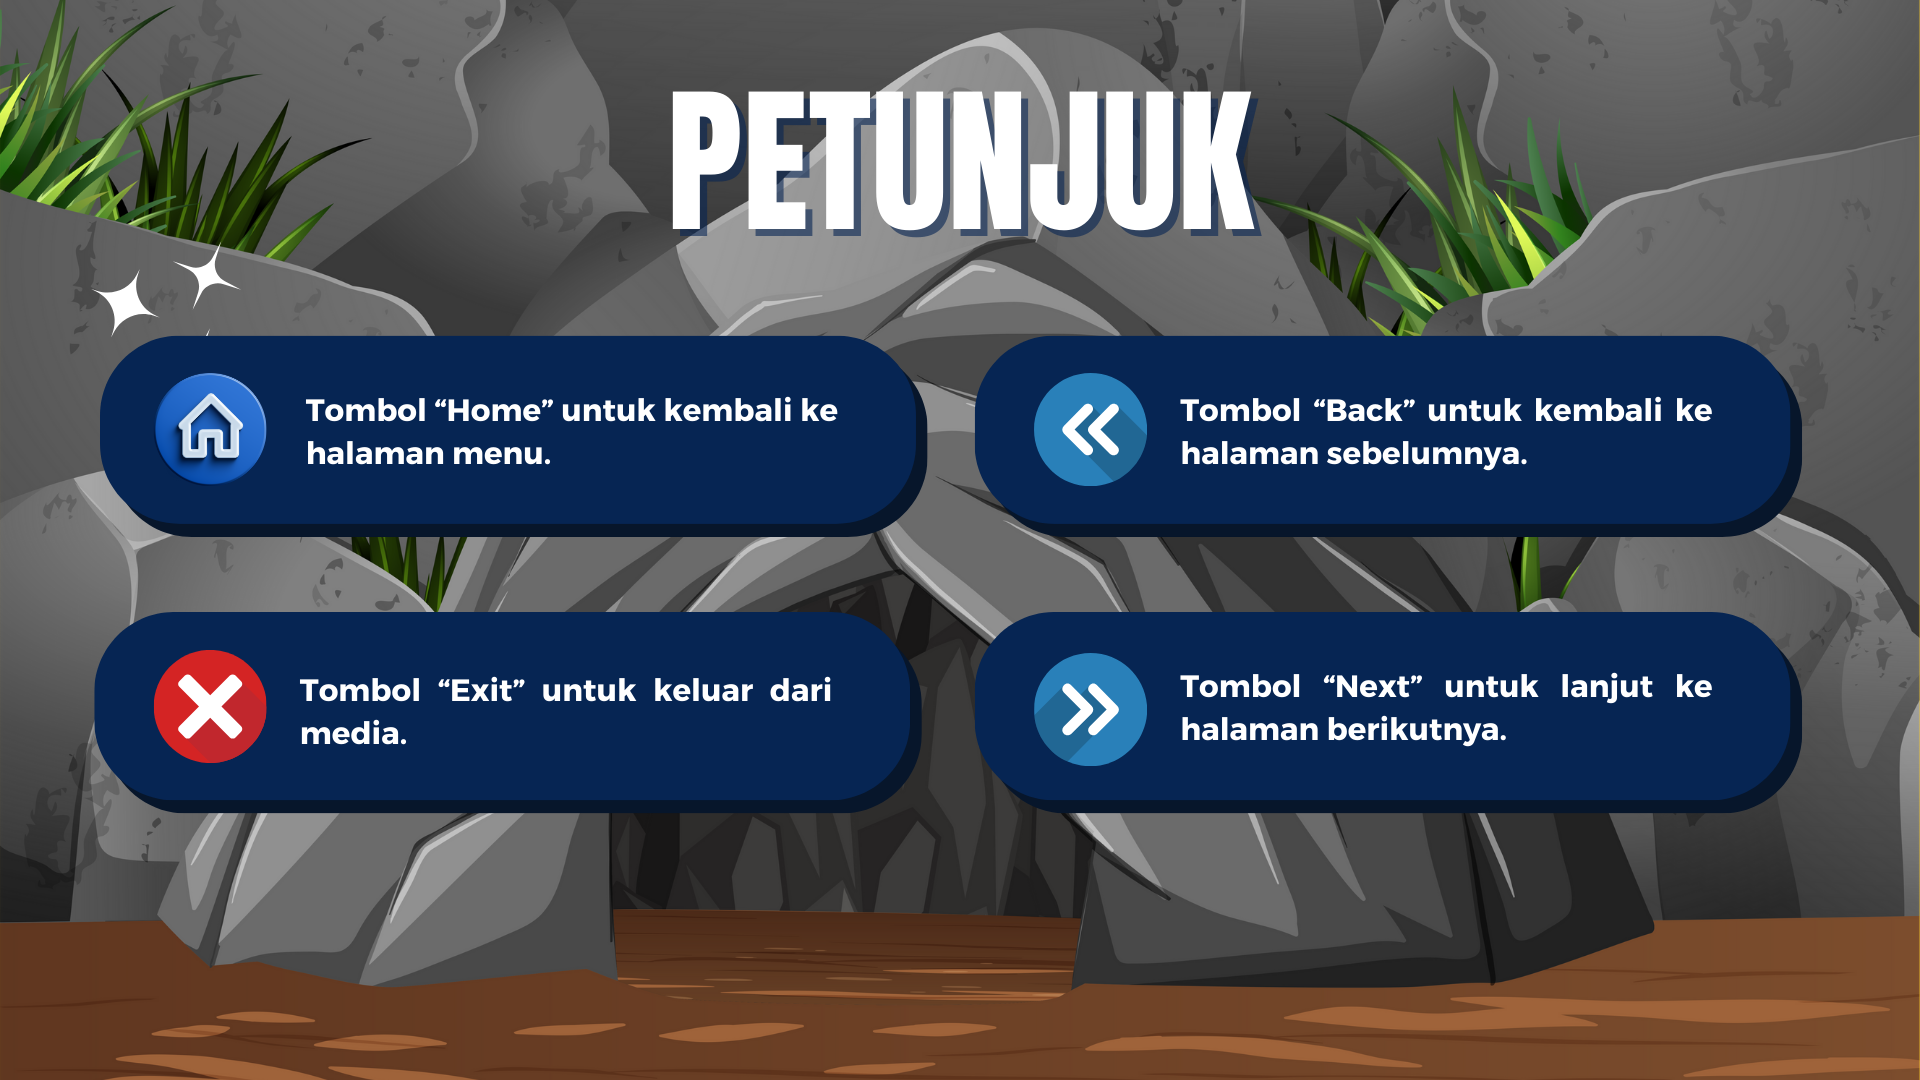 PETUNJUK
Tombol “Home” untuk kembali ke
halaman menu.
Tombol “Back” untuk kembali ke
halaman sebelumnya.
Tombol “Exit” untuk keluar dari
media.
Tombol “Next” untuk lanjut ke
halaman berikutnya.